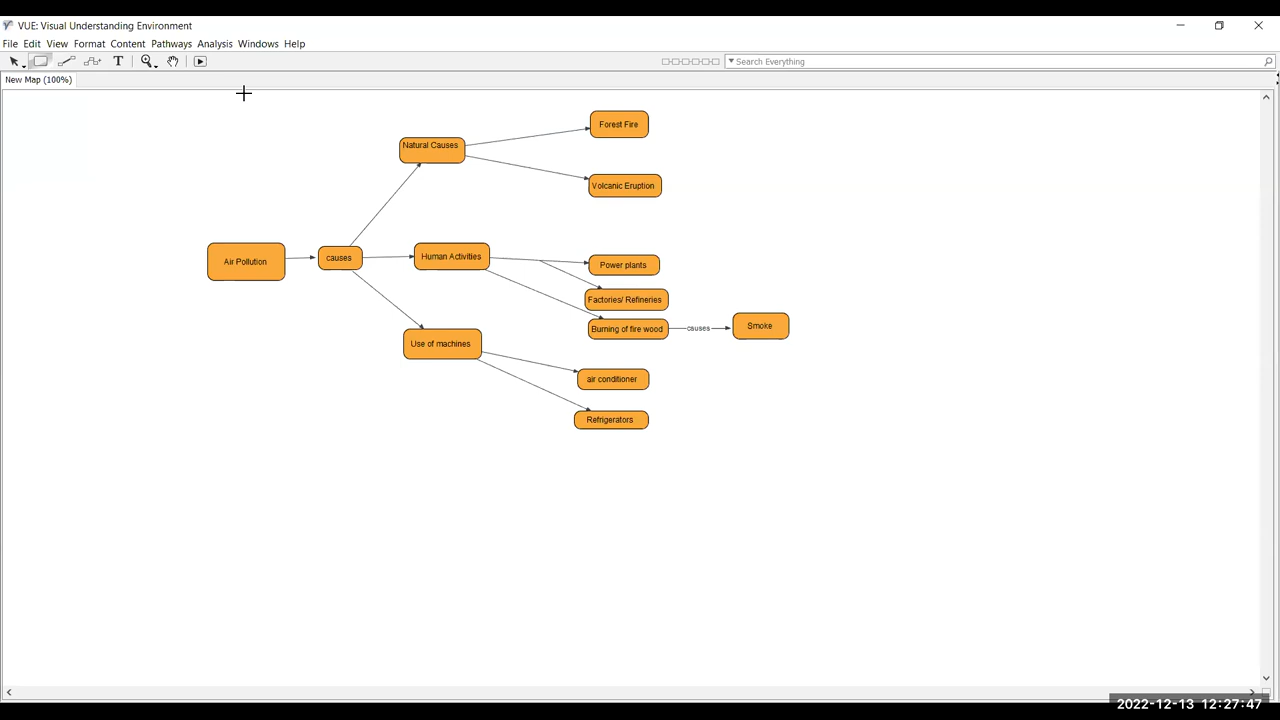 VUE: Visual Understanding Environment
File Edit View Format Content Pathways Analysis Windows Help
T
Search Everything
New Map (100%)
Forest Fire
Natural Causes
Volcanic Eruption
Air Pollution
causes
Human Activities
Power plants
Factories/ Refineries
Burning of fire wood
causes
Smoke
Use of machines
air conditioner
Refrigerators
2022-12-13 12:27:47